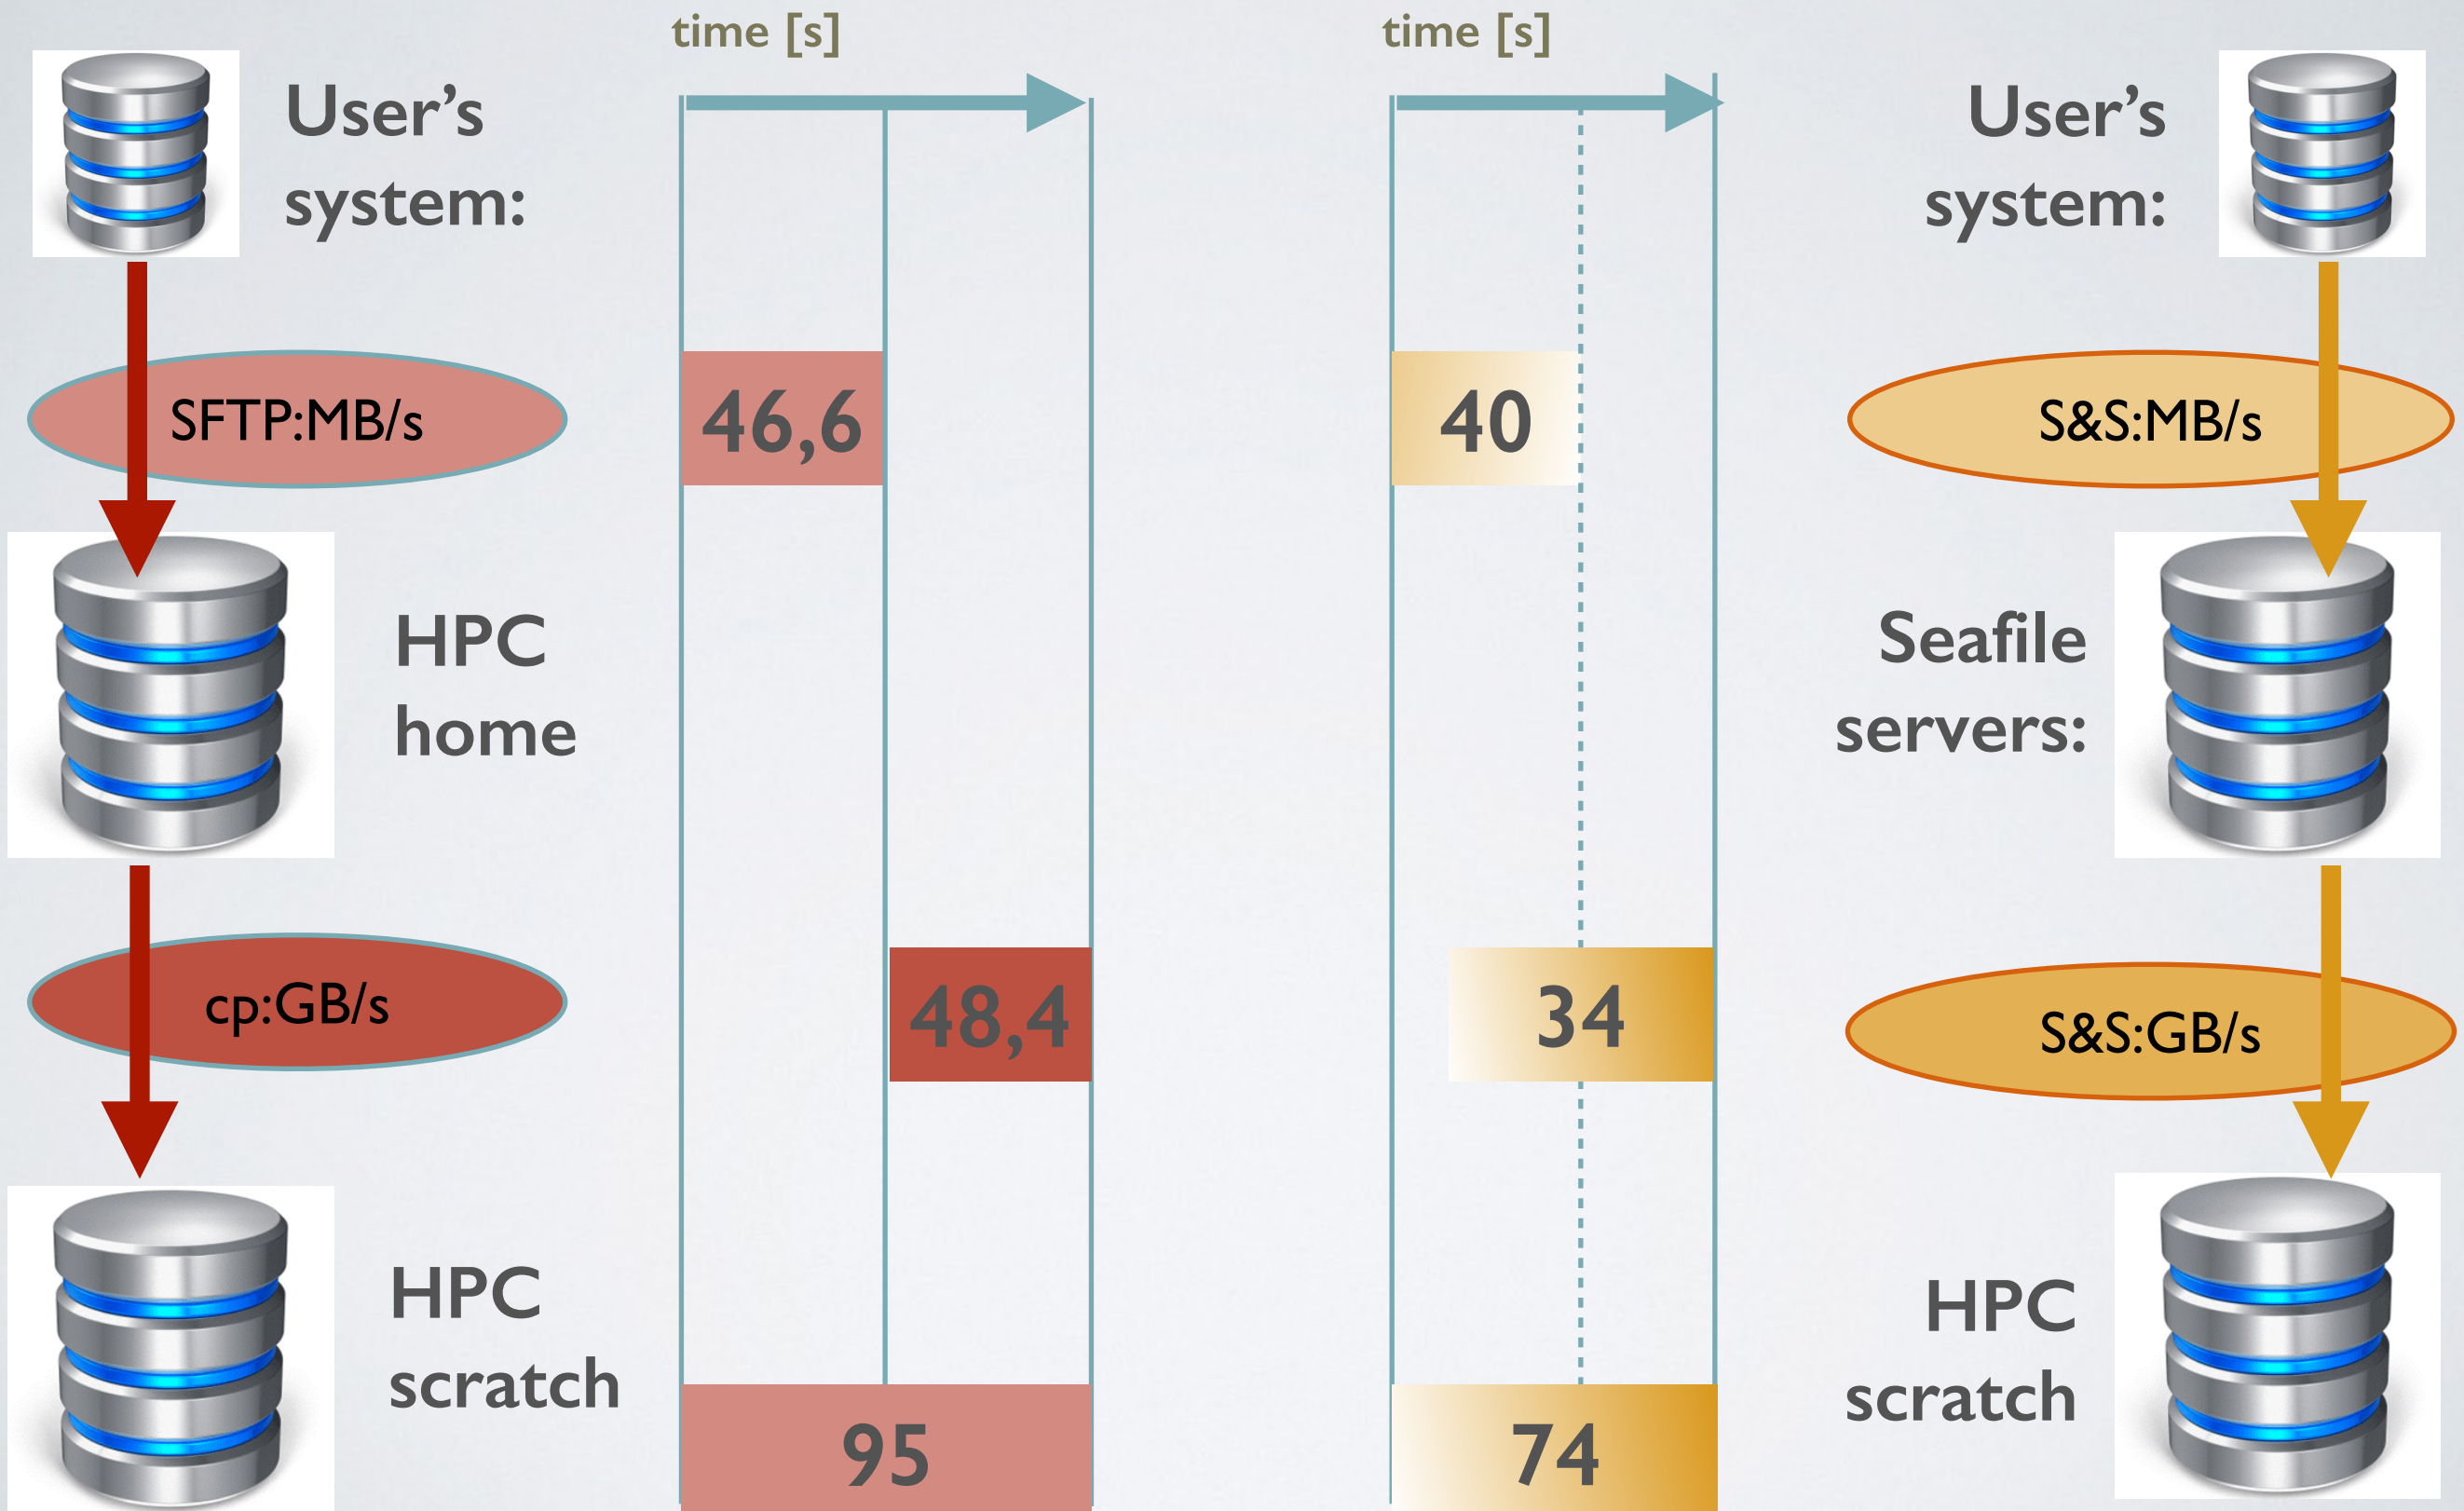 time [s]
time [s]
User’s
system:
User’s
system:
SFTP:MB/s
46,6
40
S&S:MB/s
HPC
home
Seafile
servers:
cp:GB/s
48,4
34
S&S:GB/s
HPC
scratch
HPC
scratch
95
74